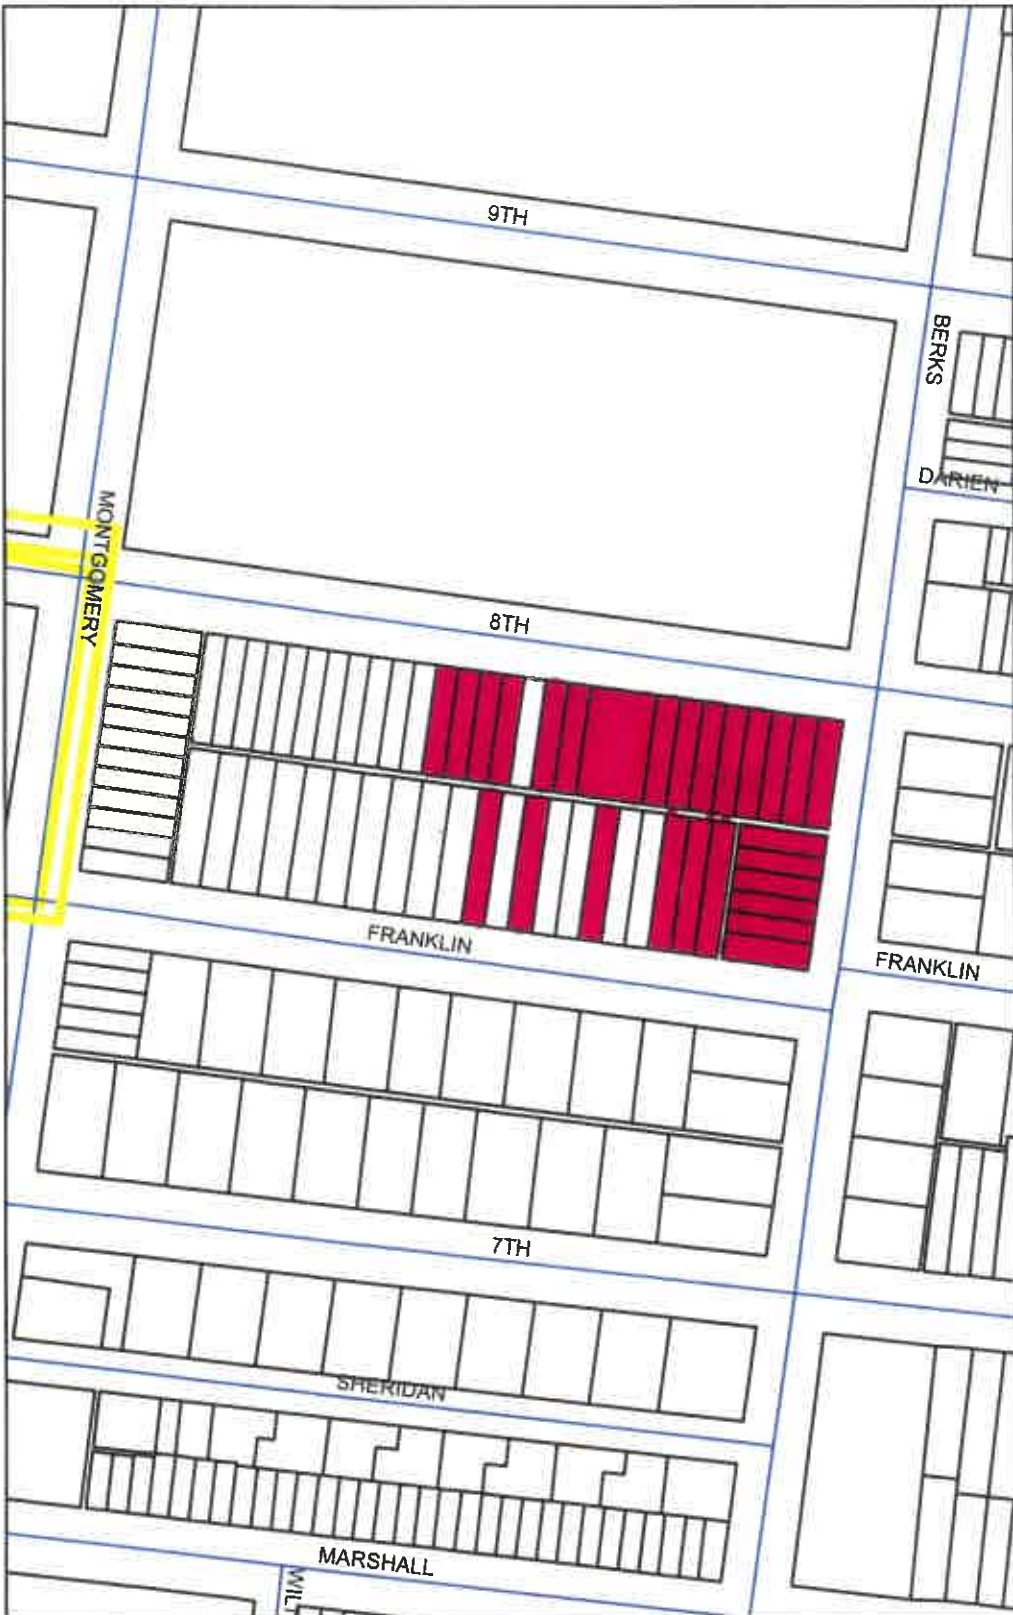 9TH
BERKS
DARIEN
MONTGOMERY
8TH
FRANKLIN
FRANKLIN
7TH
SHERIDAN
MARSHALL